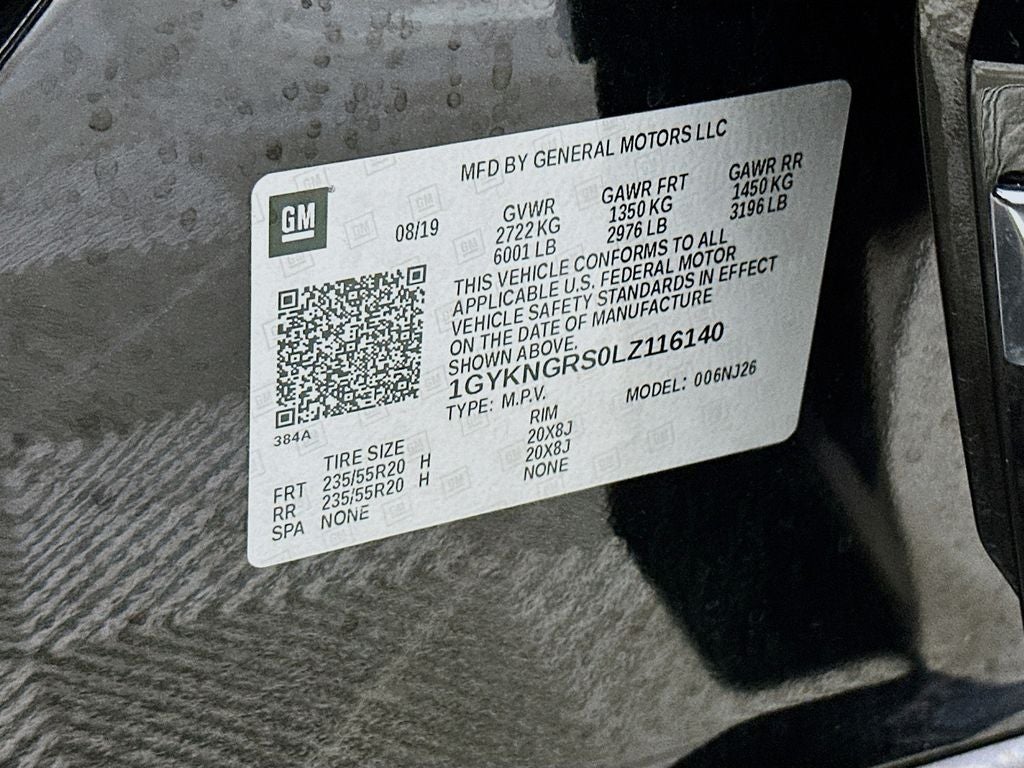 MFD BY GENERAL MOTORS LLC
GM
08/19
GVWR GAWR FRT GAWR RR
2722 KG 1350 KG 1450 KG
6001 LB 2976 LB 3196 LB
THIS VEHICLE CONFORMS TO ALL
APPLICABLE U.S. FEDERAL MOTOR
VEHICLE SAFETY STANDARDS IN EFFECT
ON THE DATE OF MANUFACTURE
SHOWN ABOVE.
1GYKNGRS0LZ116140
TYPE: M.P.V. MODEL: 006NJ26
384A
TIRE SIZE RIM
FRT 235/55R20 H 20X8J
RR 235/55R20 H 20X8J
SPA NONE NONE